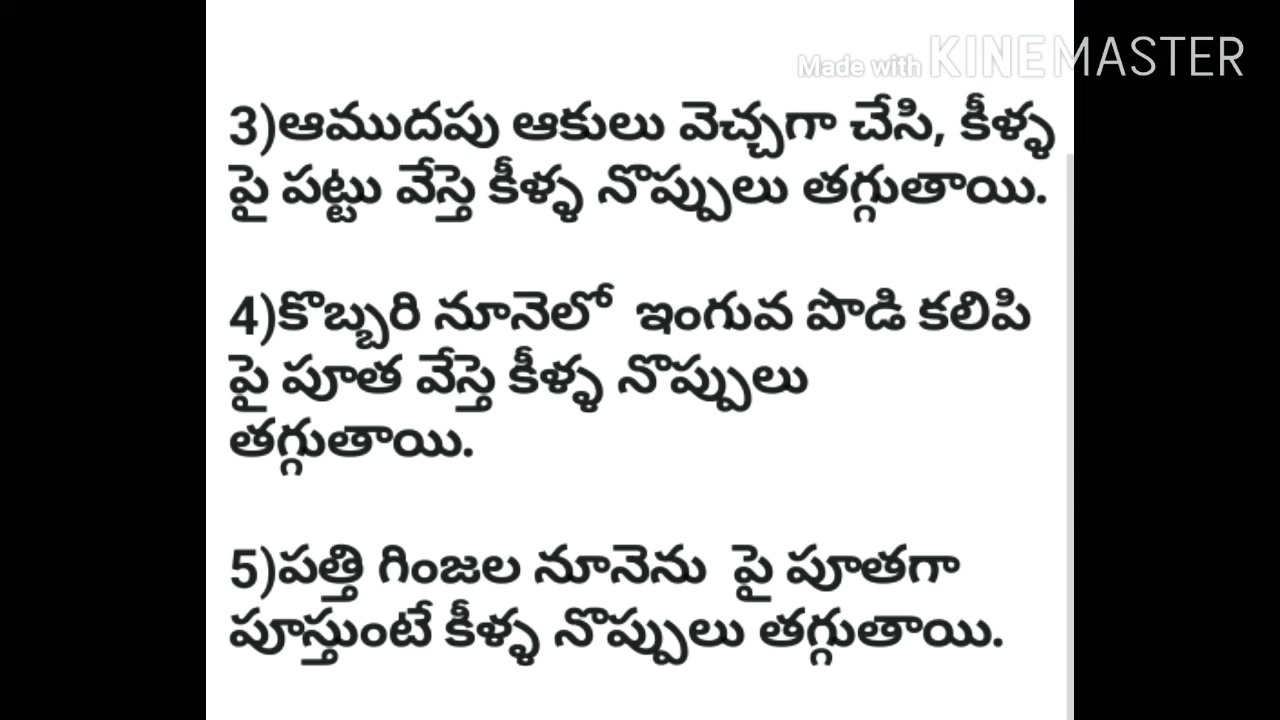 Made with KINEMASTER
3)ఆముదపు ఆకులు వెచ్చగా చేసి, కీళ్ళ
పై పట్టు వేస్తె కీళ్ళ నొప్పులు తగ్గుతాయి.
4)కొబ్బరి నూనెలో ఇంగువ పొడి కలిపి
పై పూత వేస్తె కీళ్ళ నొప్పులు
తగ్గుతాయి.
5)పత్తి గింజల నూనెను పై పూతగా
పూస్తుంటే కీళ్ళ నొప్పులు తగ్గుతాయి.